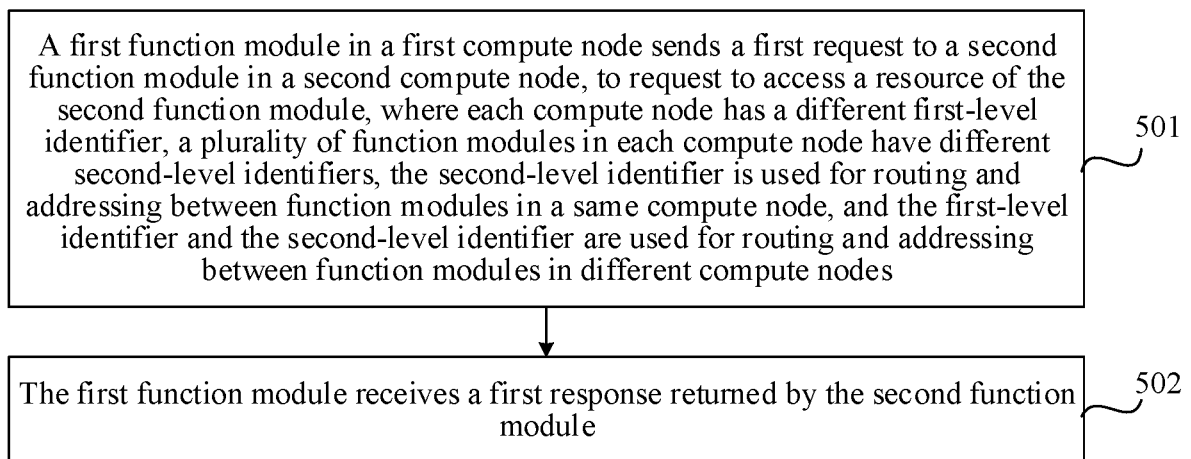 A first function module in a first compute node sends a first request to a second
function module in a second compute node, to request to access a resource of the
second function module, where each compute node has a different first-level
identifier, a plurality of function modules in each compute node have different
second-level identifiers, the second-level identifier is used for routing and
addressing between function modules in a same compute node, and the first-level
identifier and the second-level identifier are used for routing and addressing
between function modules in different compute nodes
501
The first function module receives a first response returned by the second function
module
502